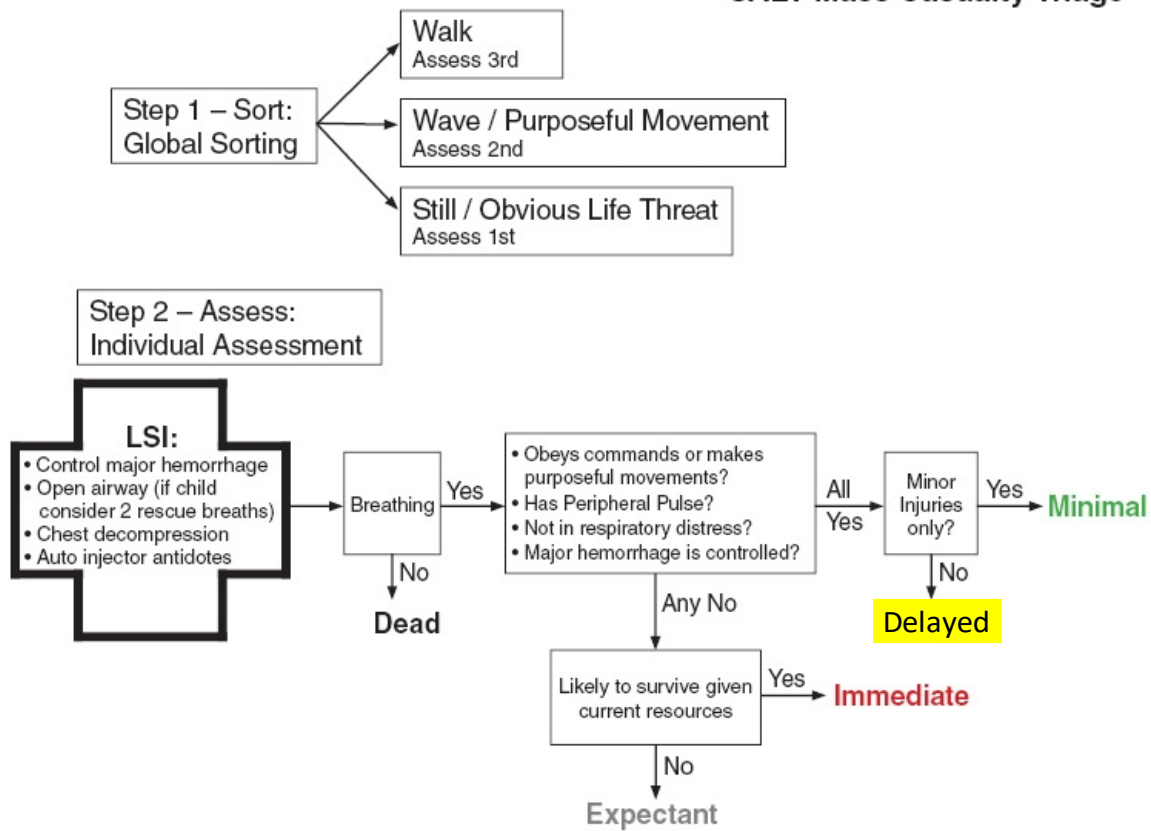 Walk
Assess 3rd
Step 1 – Sort:
Global Sorting
Wave / Purposeful Movement
Assess 2nd
Still / Obvious Life Threat
Assess 1st
Step 2 – Assess:
Individual Assessment
LSI:
• Control major hemorrhage
• Open airway (if child
consider 2 rescue breaths)
• Chest decompression
• Auto injector antidotes
Breathing
Yes
No
Dead
• Obeys commands or makes
purposeful movements?
• Has Peripheral Pulse?
• Not in respiratory distress?
• Major hemorrhage is controlled?
All
Yes
Minor
Injuries
only?
Yes
Minimal
No
Delayed
Any No
Likely to survive given
current resources
Yes
Immediate
No
Expectant